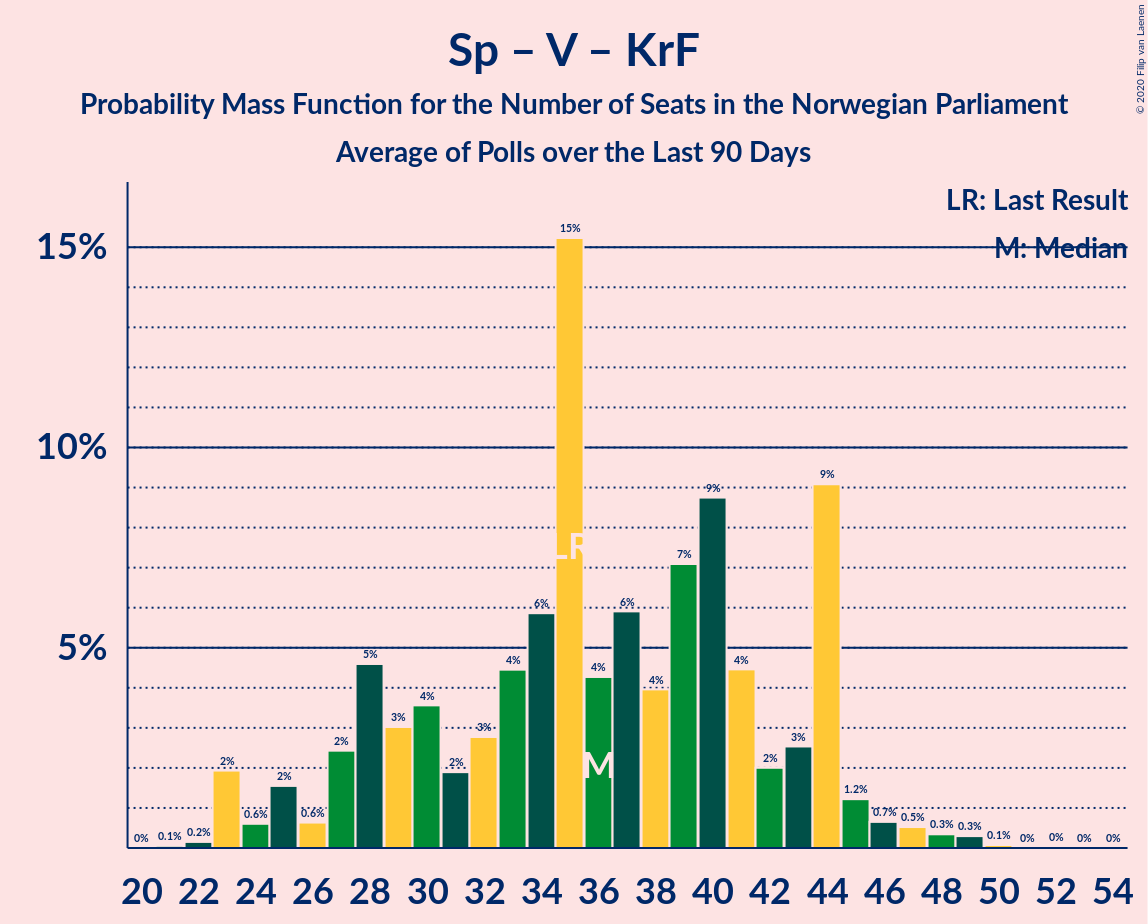 Sp – V – KrF
Probability Mass Function for the Number of Seats in the Norwegian Parliament
Average of Polls over the Last 90 Days
© 2020 Filip van Laenen
LR: Last Result
M: Median
15%
10%
5%
0% 0.1% 0.2% 2% 0.6% 2% 0.6% 2% 5% 3% 4% 2% 3% 4% 6% 15% 4% 6% 4% 7% 9% 4% 2% 3% 9% 1.2% 0.7% 0.5% 0.3% 0.3% 0.1% 0% 0% 0% 0%
LR
M
20 22 24 26 28 30 32 34 36 38 40 42 44 46 48 50 52 54